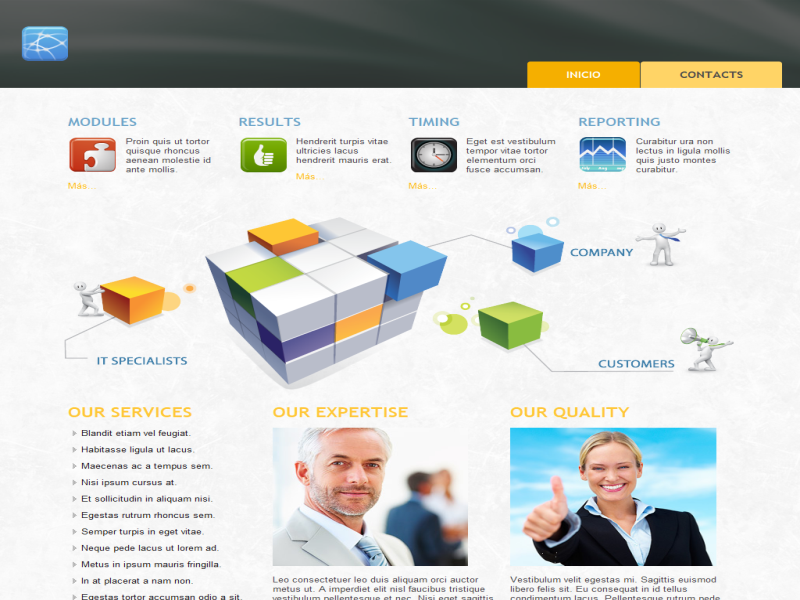 INICIO
CONTACTS
MODULES
Proin quis ut tortor
quisque rhoncus
aenean molestie id
ante mollis.
Más...
RESULTS
Hendrerit turpis vitae
ultricies lacus
hendrerit mauris erat.
Más...
TIMING
Eget est vestibulum
tempor vitae tortor
elementum orci
fusce accumsan.
Más...
REPORTING
Curabitur ura non
lectus in ligula mollis
quis justo montes
curabitur.
Más...
COMPANY
IT SPECIALISTS
CUSTOMERS
OUR SERVICES
Blandit etiam vel feugiat.
Habitasse ligula ut lacus.
Maecenas ac a tempus sem.
Nisi ipsum cursus at.
Et sollicitudin in aliquam nisi.
Egestas rutrum rhoncus sem.
Semper turpis in eget vitae.
Neque pede lacus ut lorem ad.
Metus in ipsum mauris fringilla.
In at placerat a nam non.
Egestas tortor accumsan odio a sit.
OUR EXPERTISE
Leo consectetuer leo duis aliquam orci auctor
metus ut. A imperdiet elit nisl faucibus tristique
vestibulum pellentesque et nec. Nisi eget sagittis
OUR QUALITY
Vestibulum velit egestas mi. Sagittis euismod
libero felis sit. Eu consequat in id tellus
condimentum lacus. Pellentesque pede rutrum